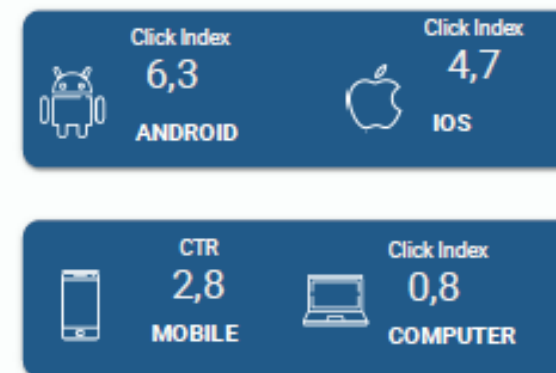 Click Index
6,3
ANDROID
Click Index
4,7
IOS
CTR
2,8
MOBILE
Click Index
0,8
COMPUTER